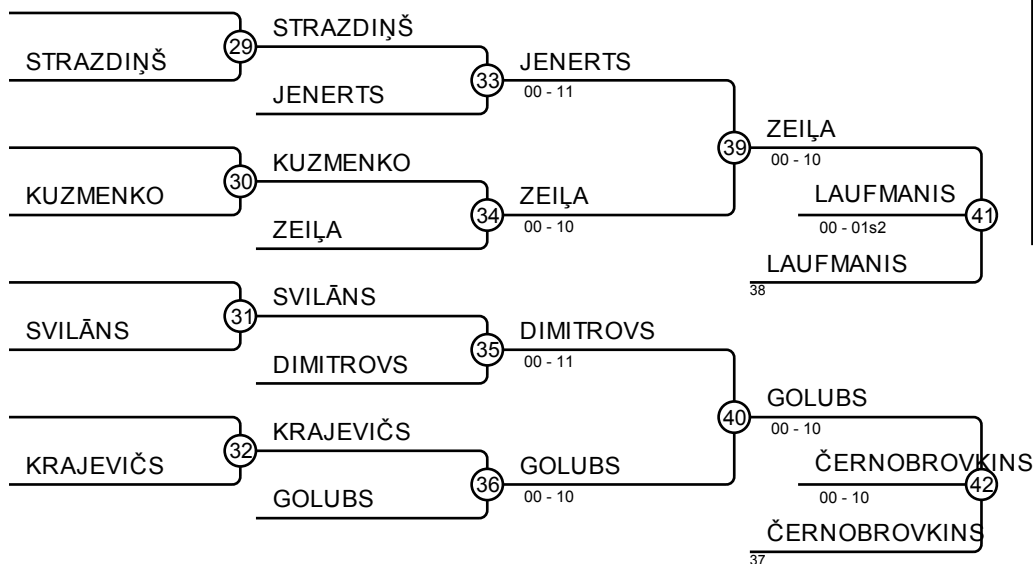 STRAZDIŅŠ
29
STRAZDIŅŠ
JENERTS
33
JENERTS
00 - 11
KUZMENKO
30
KUZMENKO
ZEIĻA
34
ZEIĻA
00 - 10
39
ZEIĻA
00 - 10
LAUFMANIS
00 - 01s2
41
LAUFMANIS
38
SVILĀNS
31
SVILĀNS
DIMITROVS
35
DIMITROVS
00 - 11
KRAJEVIČS
32
KRAJEVIČS
GOLUBS
36
GOLUBS
00 - 10
40
GOLUBS
00 - 10
ČERNOBROVKINS
00 - 10
42
ČERNOBROVKINS
37